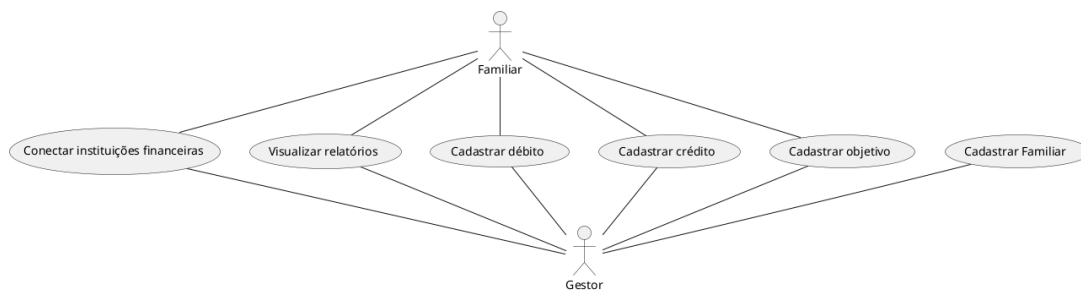 Familiar
Conectar instituições financeiras
Visualizar relatórios
Cadastrar débito
Cadastrar crédito
Cadastrar objetivo
Cadastrar Familiar
Gestor